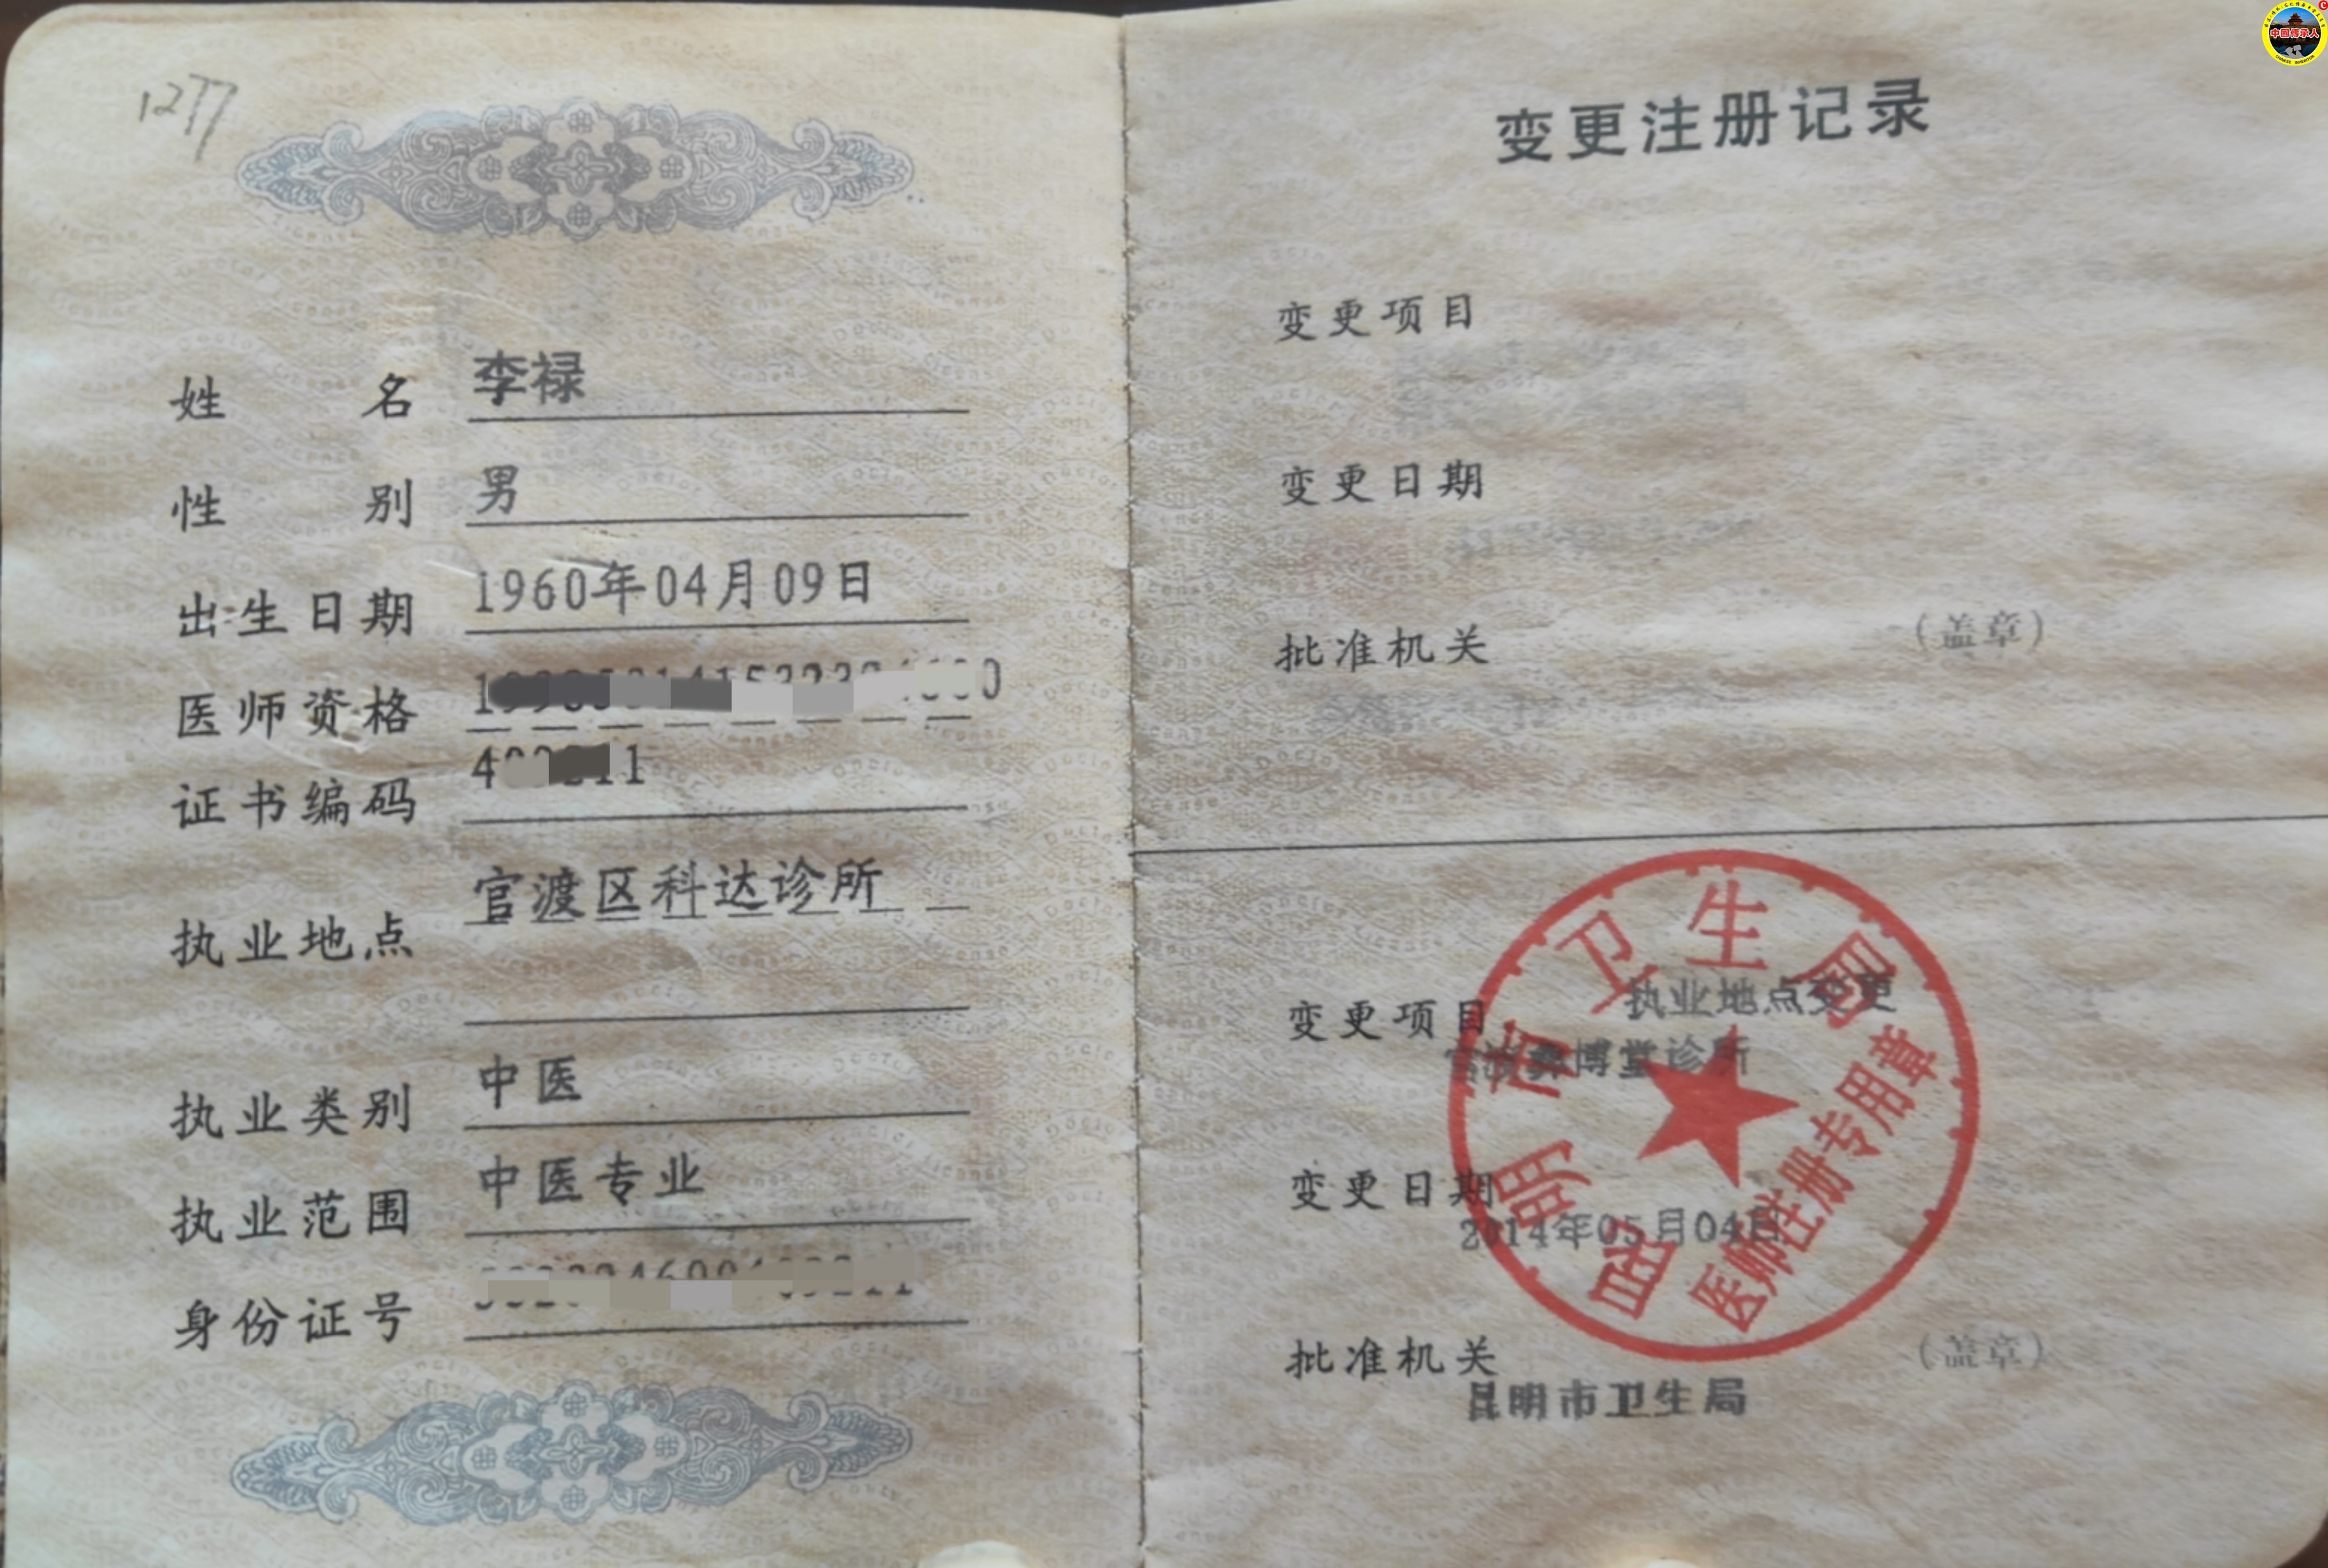 1277
姓名 李禄
性别 男
出生日期 1960年04月09日
医师资格
证书编码
执业地点 官渡区科达诊所
执业类别 中医
执业范围 中医专业
身份证号
变更注册记录
变更项目
变更日期
批准机关 (盖章)
变更项目 执业地点变更
博堂诊所
变更日期
2014年05月04日
批准机关 (盖章)
昆明市卫生局
昆明市卫生局
医师注册专用章
中国传承人